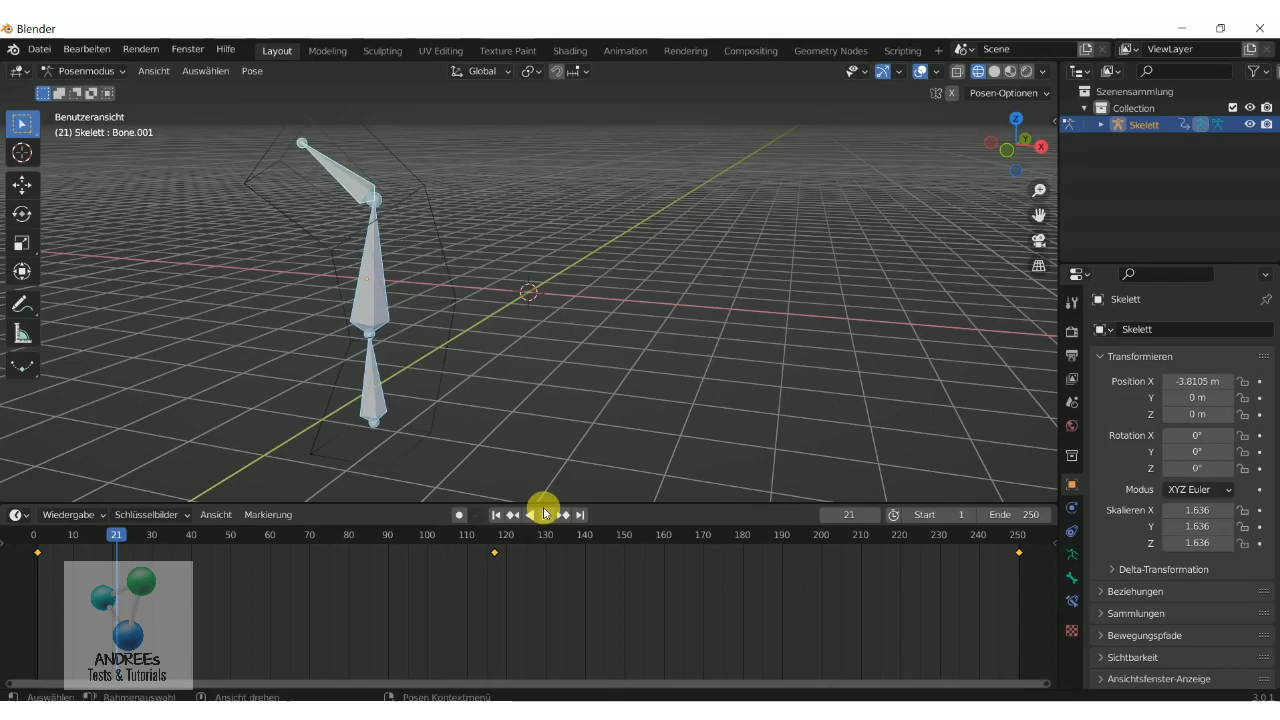 Blender
Datei Bearbeiten Rendern Fenster Hilfe Layout Modeling Sculpting UV Editing Texture Paint Shading Animation Rendering Compositing Geometry Nodes Scripting + Scene ViewLayer
Posenmodus Ansicht Auswählen Pose Global
X Posen-Optionen
Szenensammlung
Collection
Skelett
Benutzeransicht
(21) Skelett : Bone.001
Z
Y
X
Skelett
Skelett
Transformieren
Position X -3.8105 m
Y 0 m
Z 0 m
Rotation X 0°
Y 0°
Z 0°
Modus XYZ Euler
Skalieren X 1.636
Y 1.636
Z 1.636
Delta-Transformation
Beziehungen
Sammlungen
Bewegungspfade
Sichtbarkeit
Ansichtsfenster-Anzeige
Wiedergabe Schlüsselbilder Ansicht Markierung 21 Start 1 Ende 250
0 10 21 30 40 50 60 70 80 90 100 110 120 130 140 150 160 170 180 190 200 210 220 230 240 250
ANDREEs
Tests & Tutorials
Auswählen Rahmenauswahl Ansicht drehen Posen Kontextmenü 3.0.1